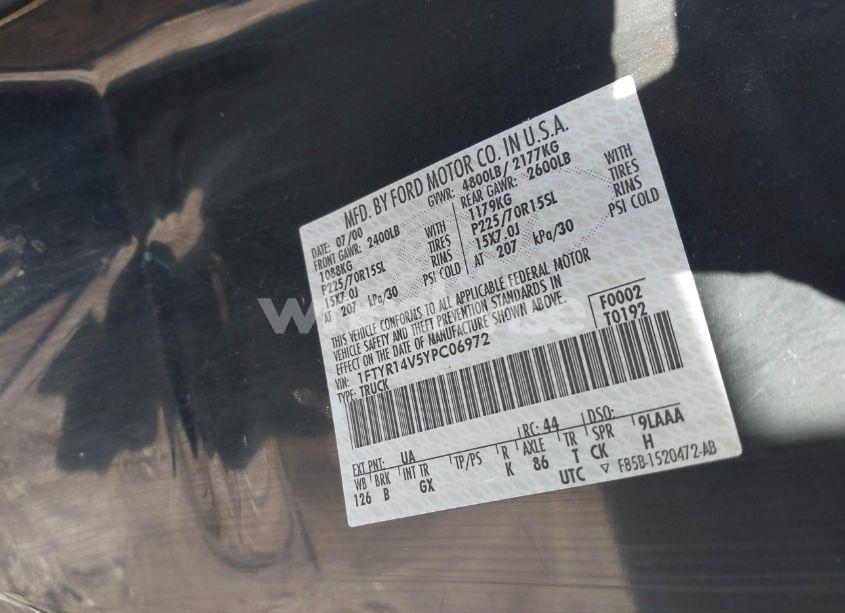 MFD. BY FORD MOTOR CO. IN U.S.A.
DATE: 07/00 GVWR: 4800LB/ 2177KG
FRONT GAWR: 2400LB REAR GAWR: 2600LB
1088KG WITH 1179KG WITH
P225/70R15SL TIRES P225/70R15SL TIRES
15X7.0J RINS 15X7.0J RINS
AT 207 kPa/30 PSI COLD AT 207 kPa/30 PSI COLD
THIS VEHICLE CONFORMS TO ALL APPLICABLE FEDERAL MOTOR
VEHICLE SAFETY AND THEFT PREVENTION STANDARDS IN
EFFECT ON THE DATE OF MANUFACTURE SHOWN ABOVE.
F0002
T0192
VIN: 1FTYR14V5YPC06972
TYPE: TRUCK
EXT PNT: UA RC: 44 DSO:
WB BRK INT TR TP/PS R AXLE TR SPR 9LAAA
126 B GX K 86 T CK H
UTC ▽ F85B-1520472-AB